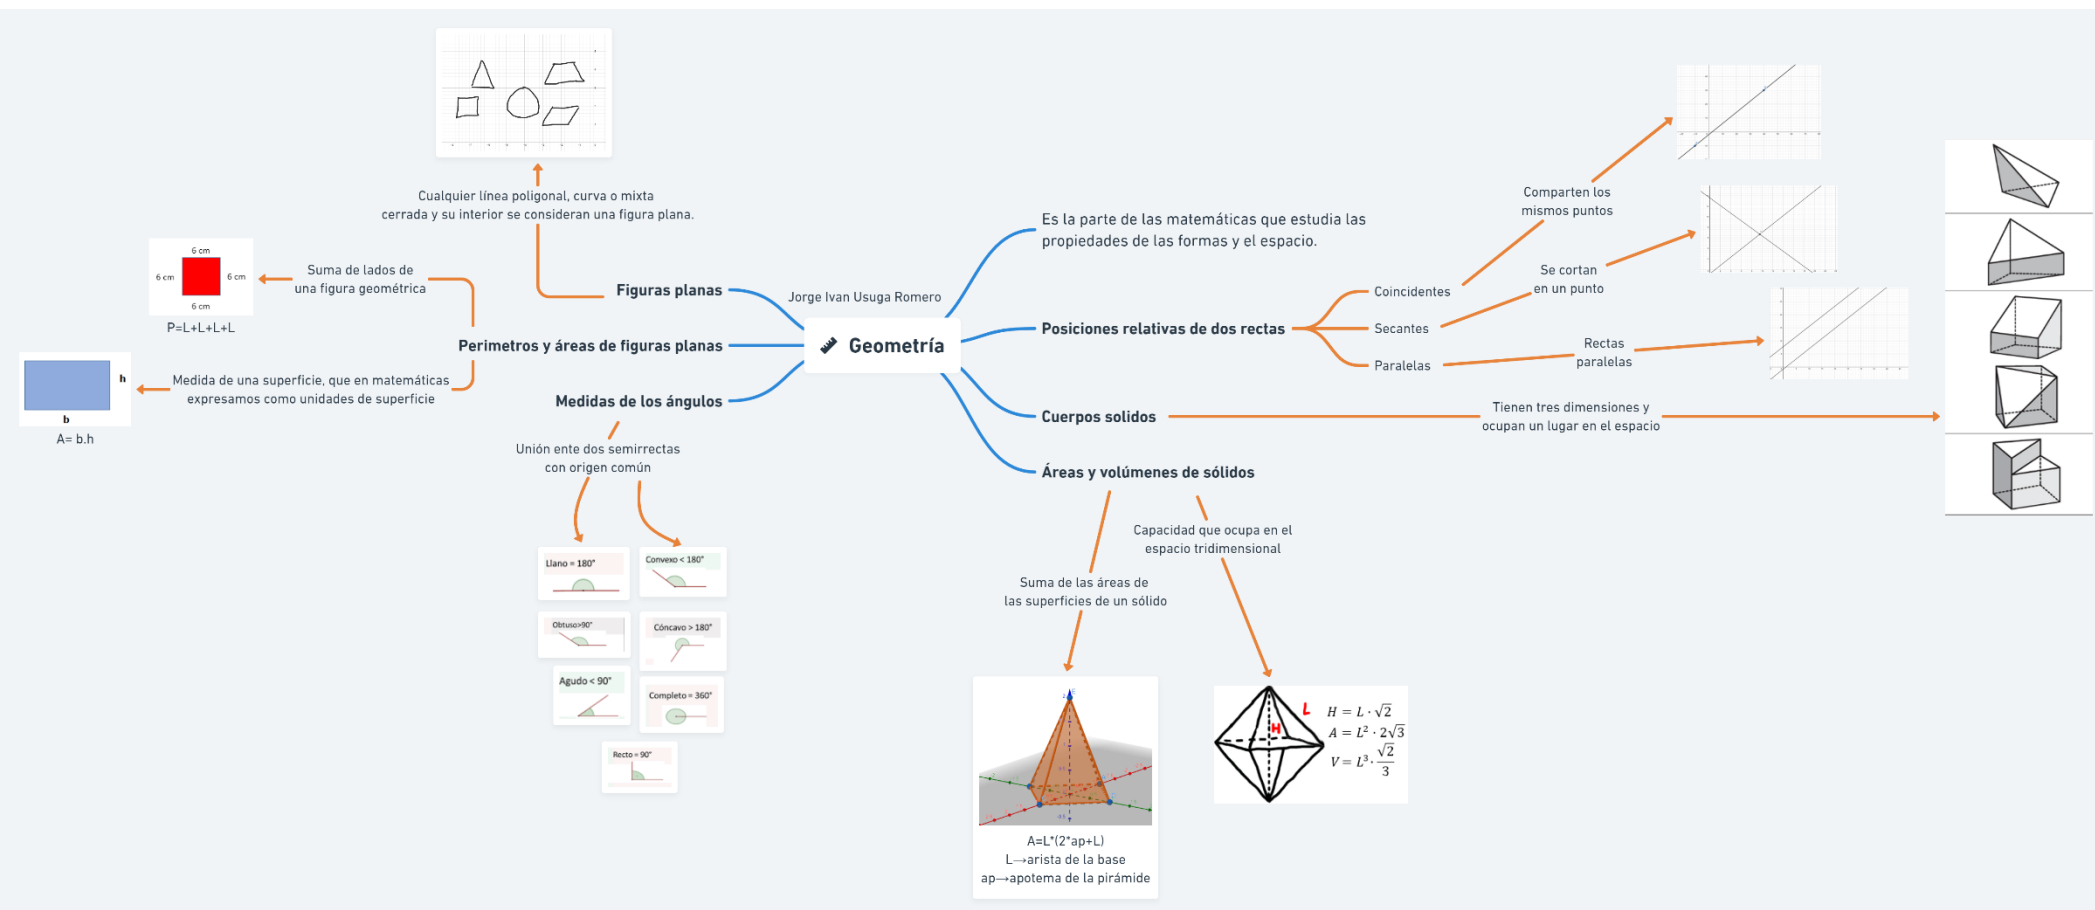 Jorge Ivan Usuga Romero
Geometría
Figuras planas
Cualquier línea poligonal, curva o mixta
cerrada y su interior se consideran una figura plana.
Perimetros y áreas de figuras planas
Suma de lados de
una figura geométrica
6 cm
6 cm
6 cm
6 cm
P=L+L+L+L
Medida de una superficie, que en matemáticas
expresamos como unidades de superficie
h
b
A= b.h
Medidas de los ángulos
Unión ente dos semirrectas
con origen común
Llano = 180°
Convexo < 180°
Obtuso>90°
Cóncavo > 180°
Agudo < 90°
Completo = 360°
Recto = 90°
Es la parte de las matemáticas que estudia las
propiedades de las formas y el espacio.
Posiciones relativas de dos rectas
Coincidentes
Comparten los
mismos puntos
Secantes
Se cortan
en un punto
Paralelas
Rectas
paralelas
Cuerpos solidos
Tienen tres dimensiones y
ocupan un lugar en el espacio
Áreas y volúmenes de sólidos
Suma de las áreas de
las superficies de un sólido
A=L*(2*ap+L)
L→arista de la base
ap→apotema de la pirámide
Capacidad que ocupa en el
espacio tridimensional
L
H
H = L · √2
A = L² · 2√3
V = L³ · √2/3